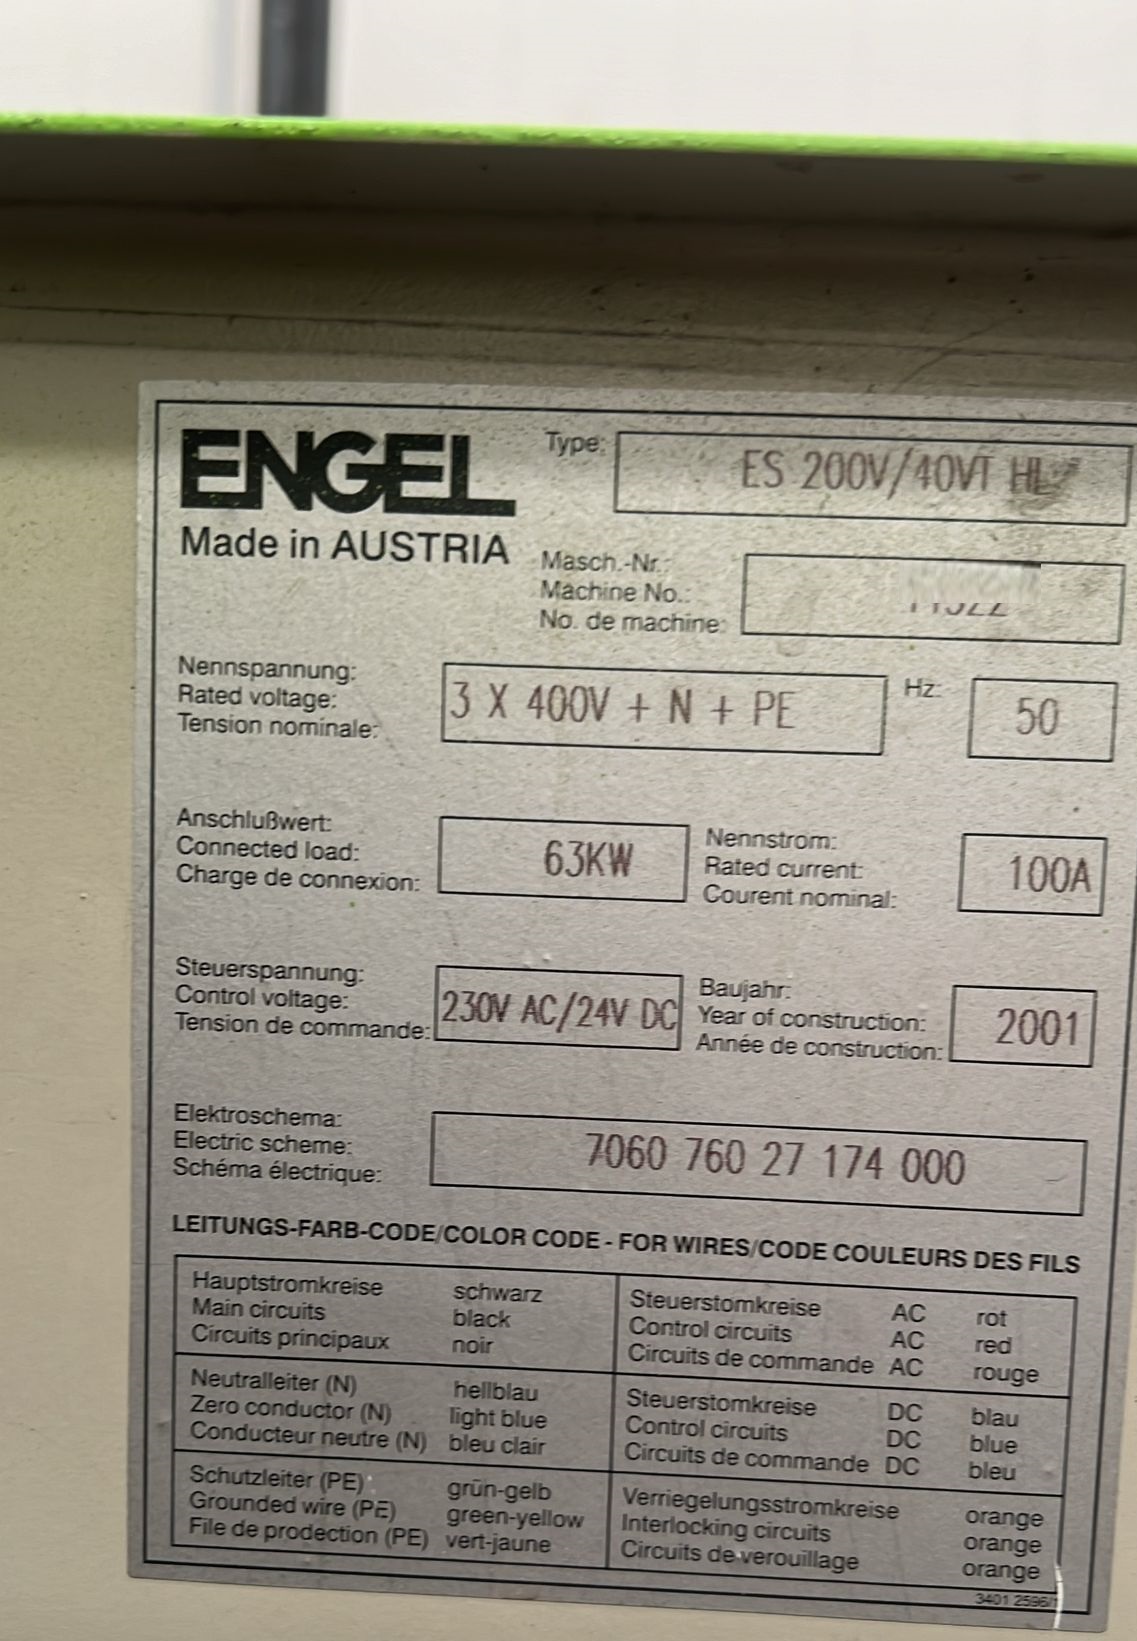 ENGEL
Made in AUSTRIA
Type: ES 200V/40VT HL
Masch.-Nr.:
Machine No.:
No. de machine:
Nennspannung:
Rated voltage:
Tension nominale:
3 X 400V + N + PE
Hz: 50
Anschlußwert:
Connected load:
Charge de connexion:
63KW
Nennstrom:
Rated current:
Courent nominal:
100A
Steuerspannung:
Control voltage:
Tension de commande:
230V AC/24V DC
Baujahr:
Year of construction:
Année de construction:
2001
Elektroschema:
Electric scheme:
Schéma électrique:
7060 760 27 174 000
LEITUNGS-FARB-CODE/COLOR CODE - FOR WIRES/CODE COULEURS DES FILS
Hauptstromkreise schwarz
Main circuits black
Circuits principaux noir
Steuerstomkreise AC rot
Control circuits AC red
Circuits de commande AC rouge
Neutralleiter (N) hellblau
Zero conductor (N) light blue
Conducteur neutre (N) bleu clair
Steuerstomkreise DC blau
Control circuits DC blue
Circuits de commande DC bleu
Schutzleiter (PE) grün-gelb
Grounded wire (PE) green-yellow
File de prodection (PE) vert-jaune
Verriegelungsstromkreise orange
Interlocking circuits orange
Circuits de verouillage orange
3401 2596/1